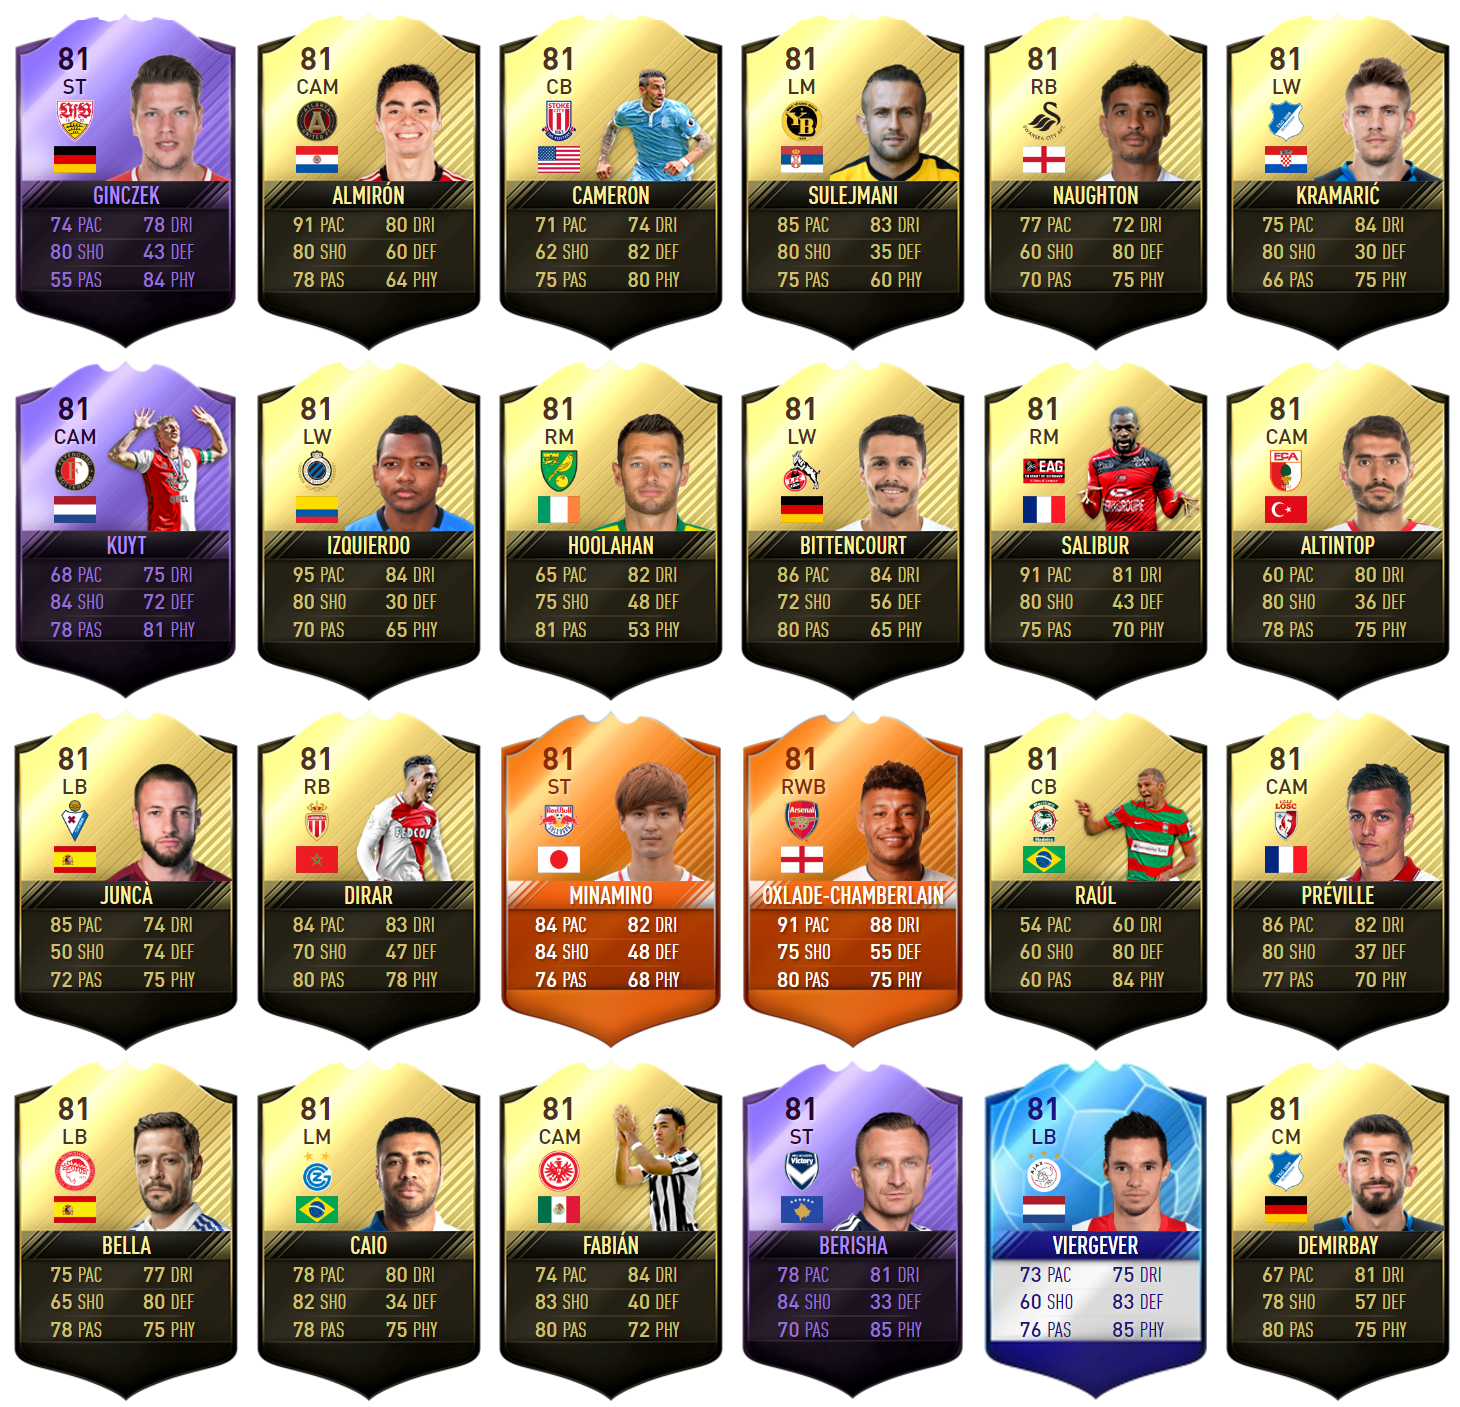 81
ST
GINCZEK
74 PAC 78 DRI
80 SHO 43 DEF
55 PAS 84 PHY
81
CAM
ALMIRÓN
91 PAC 80 DRI
80 SHO 60 DEF
78 PAS 64 PHY
81
CB
STOKE
CITY
CAMERON
71 PAC 74 DRI
62 SHO 82 DEF
75 PAS 80 PHY
81
LM
SULEJMANI
85 PAC 83 DRI
80 SHO 35 DEF
75 PAS 60 PHY
81
RB
SWANSEA CITY AFC
NAUGHTON
77 PAC 72 DRI
60 SHO 80 DEF
70 PAS 75 PHY
81
LW
KRAMARIĆ
75 PAC 84 DRI
80 SHO 30 DEF
66 PAS 75 PHY
81
CAM
KUYT
68 PAC 75 DRI
84 SHO 72 DEF
78 PAS 81 PHY
81
LW
IZQUIERDO
95 PAC 84 DRI
80 SHO 30 DEF
70 PAS 65 PHY
81
RM
HOOLAHAN
65 PAC 82 DRI
75 SHO 48 DEF
81 PAS 53 PHY
81
LW
BITTENCOURT
86 PAC 84 DRI
72 SHO 56 DEF
80 PAS 65 PHY
81
RM
EAG
SALIBUR
91 PAC 81 DRI
80 SHO 43 DEF
75 PAS 70 PHY
81
CAM
FCA
ALTINTOP
60 PAC 80 DRI
80 SHO 36 DEF
78 PAS 75 PHY
81
LB
JUNCÀ
85 PAC 74 DRI
50 SHO 74 DEF
72 PAS 75 PHY
81
RB
FEDCOM
DIRAR
84 PAC 83 DRI
70 SHO 47 DEF
80 PAS 78 PHY
81
ST
Red Bull
MINAMINO
84 PAC 82 DRI
84 SHO 48 DEF
76 PAS 68 PHY
81
RWB
Arsenal
OXLADE-CHAMBERLAIN
91 PAC 88 DRI
75 SHO 55 DEF
80 PAS 75 PHY
81
CB
RAÚL
54 PAC 60 DRI
60 SHO 80 DEF
60 PAS 84 PHY
81
CAM
LILLE
LOSC
PRÉVILLE
86 PAC 82 DRI
80 SHO 37 DEF
77 PAS 70 PHY
81
LB
BELLA
75 PAC 77 DRI
65 SHO 80 DEF
78 PAS 75 PHY
81
LM
CAIO
78 PAC 80 DRI
82 SHO 34 DEF
78 PAS 75 PHY
81
CAM
FABIÁN
74 PAC 84 DRI
83 SHO 40 DEF
80 PAS 72 PHY
81
ST
Victory
BERISHA
78 PAC 81 DRI
84 SHO 33 DEF
70 PAS 85 PHY
81
LB
AJAX
VIERGEVER
73 PAC 75 DRI
60 SHO 83 DEF
76 PAS 85 PHY
81
CM
DEMIRBAY
67 PAC 81 DRI
78 SHO 57 DEF
80 PAS 75 PHY